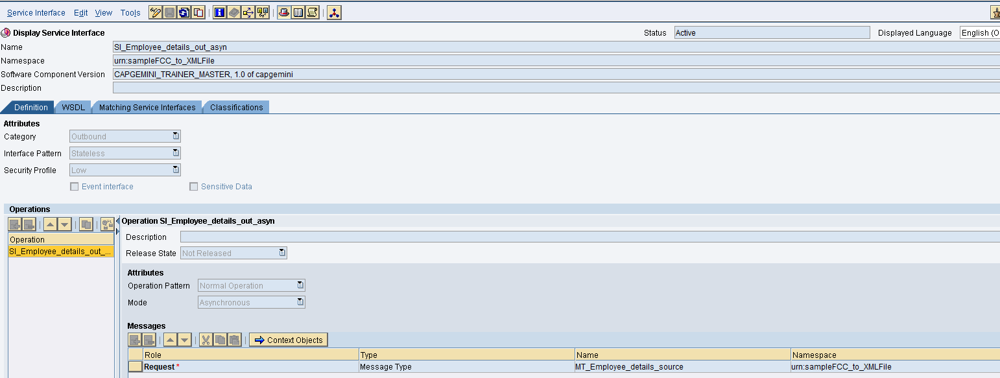 Service Interface Edit View Tools
Display Service Interface Status Active Displayed Language English (O
Name SI_Employee_details_out_asyn
Namespace urn:sampleFCC_to_XMLFile
Software Component Version CAPGEMINI_TRAINER_MASTER, 1.0 of capgemini
Description
Definition WSDL Matching Service Interfaces Classifications
Attributes
Category Outbound
Interface Pattern Stateless
Security Profile Low
Event interface Sensitive Data
Operations
Operation SI_Employee_details_out_asyn
Description
Operation
SI_Employee_details_out_...
Release State Not Released
Attributes
Operation Pattern Normal Operation
Mode Asynchronous
Messages
Context Objects
Role Type Name Namespace
Request * Message Type MT_Employee_details_source urn:sampleFCC_to_XMLFile